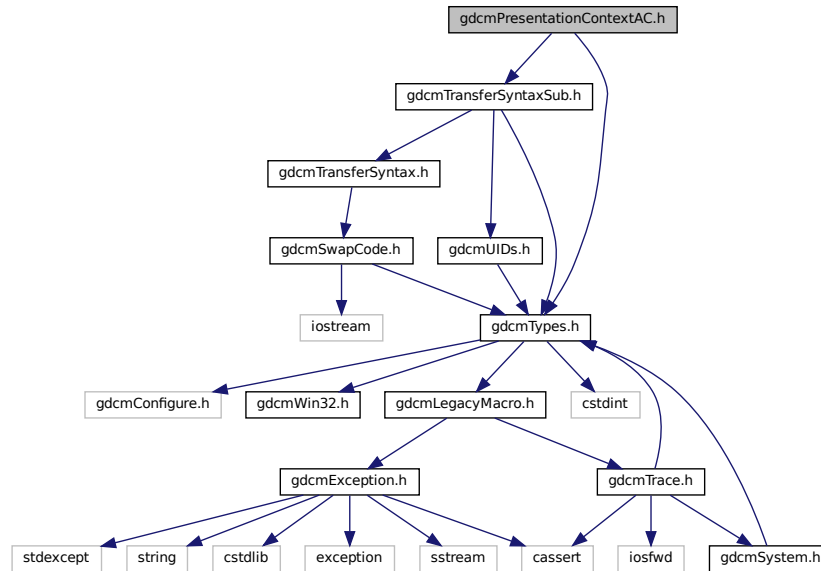 gdcmPresentationContextAC.h
gdcmTransferSyntaxSub.h
gdcmTransferSyntax.h
gdcmSwapCode.h
gdcmUIDs.h
iostream
gdcmTypes.h
gdcmConfigure.h
gdcmWin32.h
gdcmLegacyMacro.h
cstdint
gdcmException.h
gdcmTrace.h
stdexcept
string
cstdlib
exception
sstream
cassert
iosfwd
gdcmSystem.h